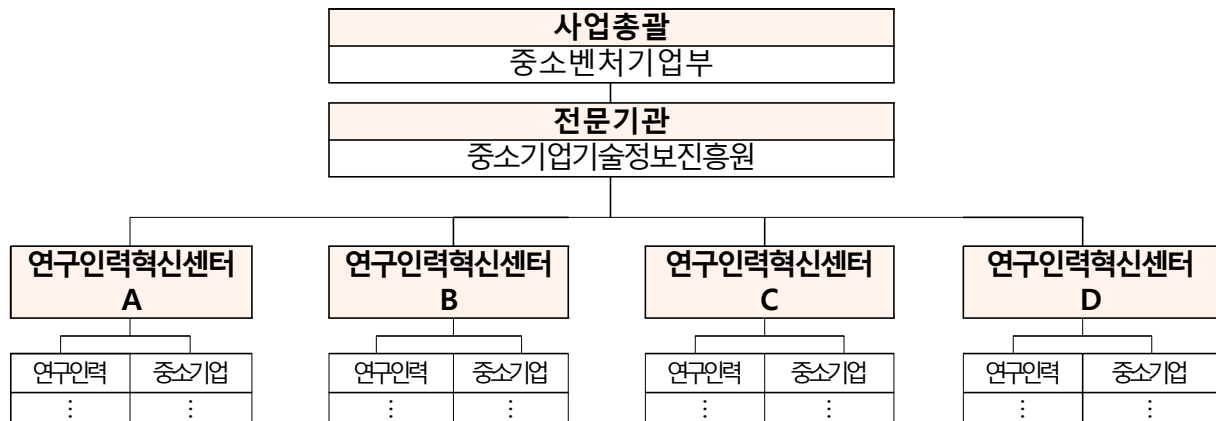 사업총괄
중소벤처기업부
전문기관
중소기업기술정보진흥원
연구인력혁신센터
A
연구인력혁신센터
B
연구인력혁신센터
C
연구인력혁신센터
D
연구인력 중소기업
⋮ ⋮
연구인력 중소기업
⋮ ⋮
연구인력 중소기업
⋮ ⋮
연구인력 중소기업
⋮ ⋮